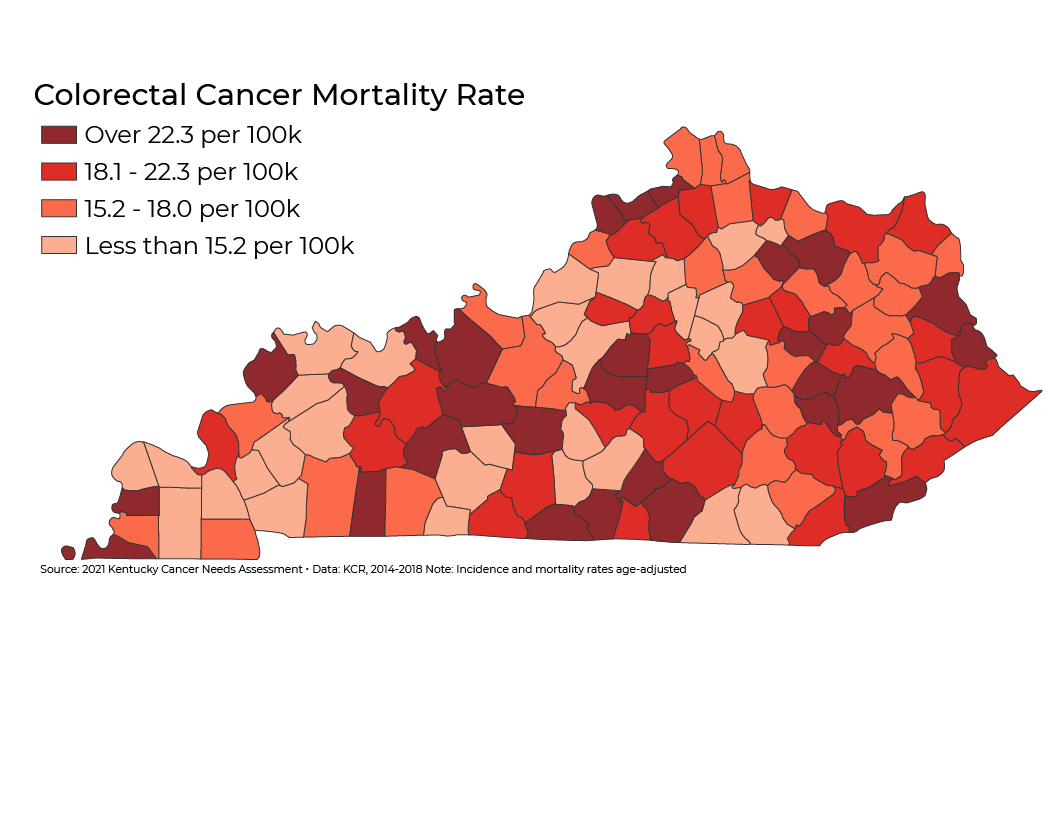 Colorectal Cancer Mortality Rate
Over 22.3 per 100k
18.1 - 22.3 per 100k
15.2 - 18.0 per 100k
Less than 15.2 per 100k
Source: 2021 Kentucky Cancer Needs Assessment • Data: KCR, 2014-2018 Note: Incidence and mortality rates age-adjusted